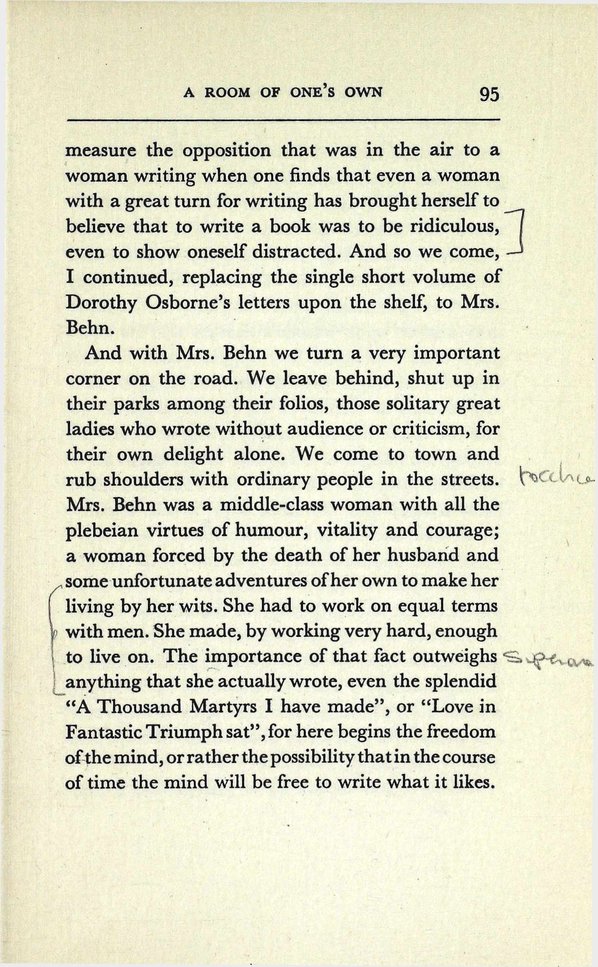 A ROOM OF ONE'S OWN 95
measure the opposition that was in the air to a
woman writing when one finds that even a woman
with a great turn for writing has brought herself to
believe that to write a book was to be ridiculous,
even to show oneself distracted. And so we come,
I continued, replacing the single short volume of
Dorothy Osborne's letters upon the shelf, to Mrs.
Behn.
And with Mrs. Behn we turn a very important
corner on the road. We leave behind, shut up in
their parks among their folios, those solitary great
ladies who wrote without audience or criticism, for
their own delight alone. We come to town and
rub shoulders with ordinary people in the streets.
Mrs. Behn was a middle-class woman with all the
plebeian virtues of humour, vitality and courage;
a woman forced by the death of her husband and
some unfortunate adventures of her own to make her
living by her wits. She had to work on equal terms
with men. She made, by working very hard, enough
to live on. The importance of that fact outweighs
anything that she actually wrote, even the splendid
“A Thousand Martyrs I have made”, or “Love in
Fantastic Triumph sat”, for here begins the freedom
of the mind, or rather the possibility that in the course
of time the mind will be free to write what it likes.